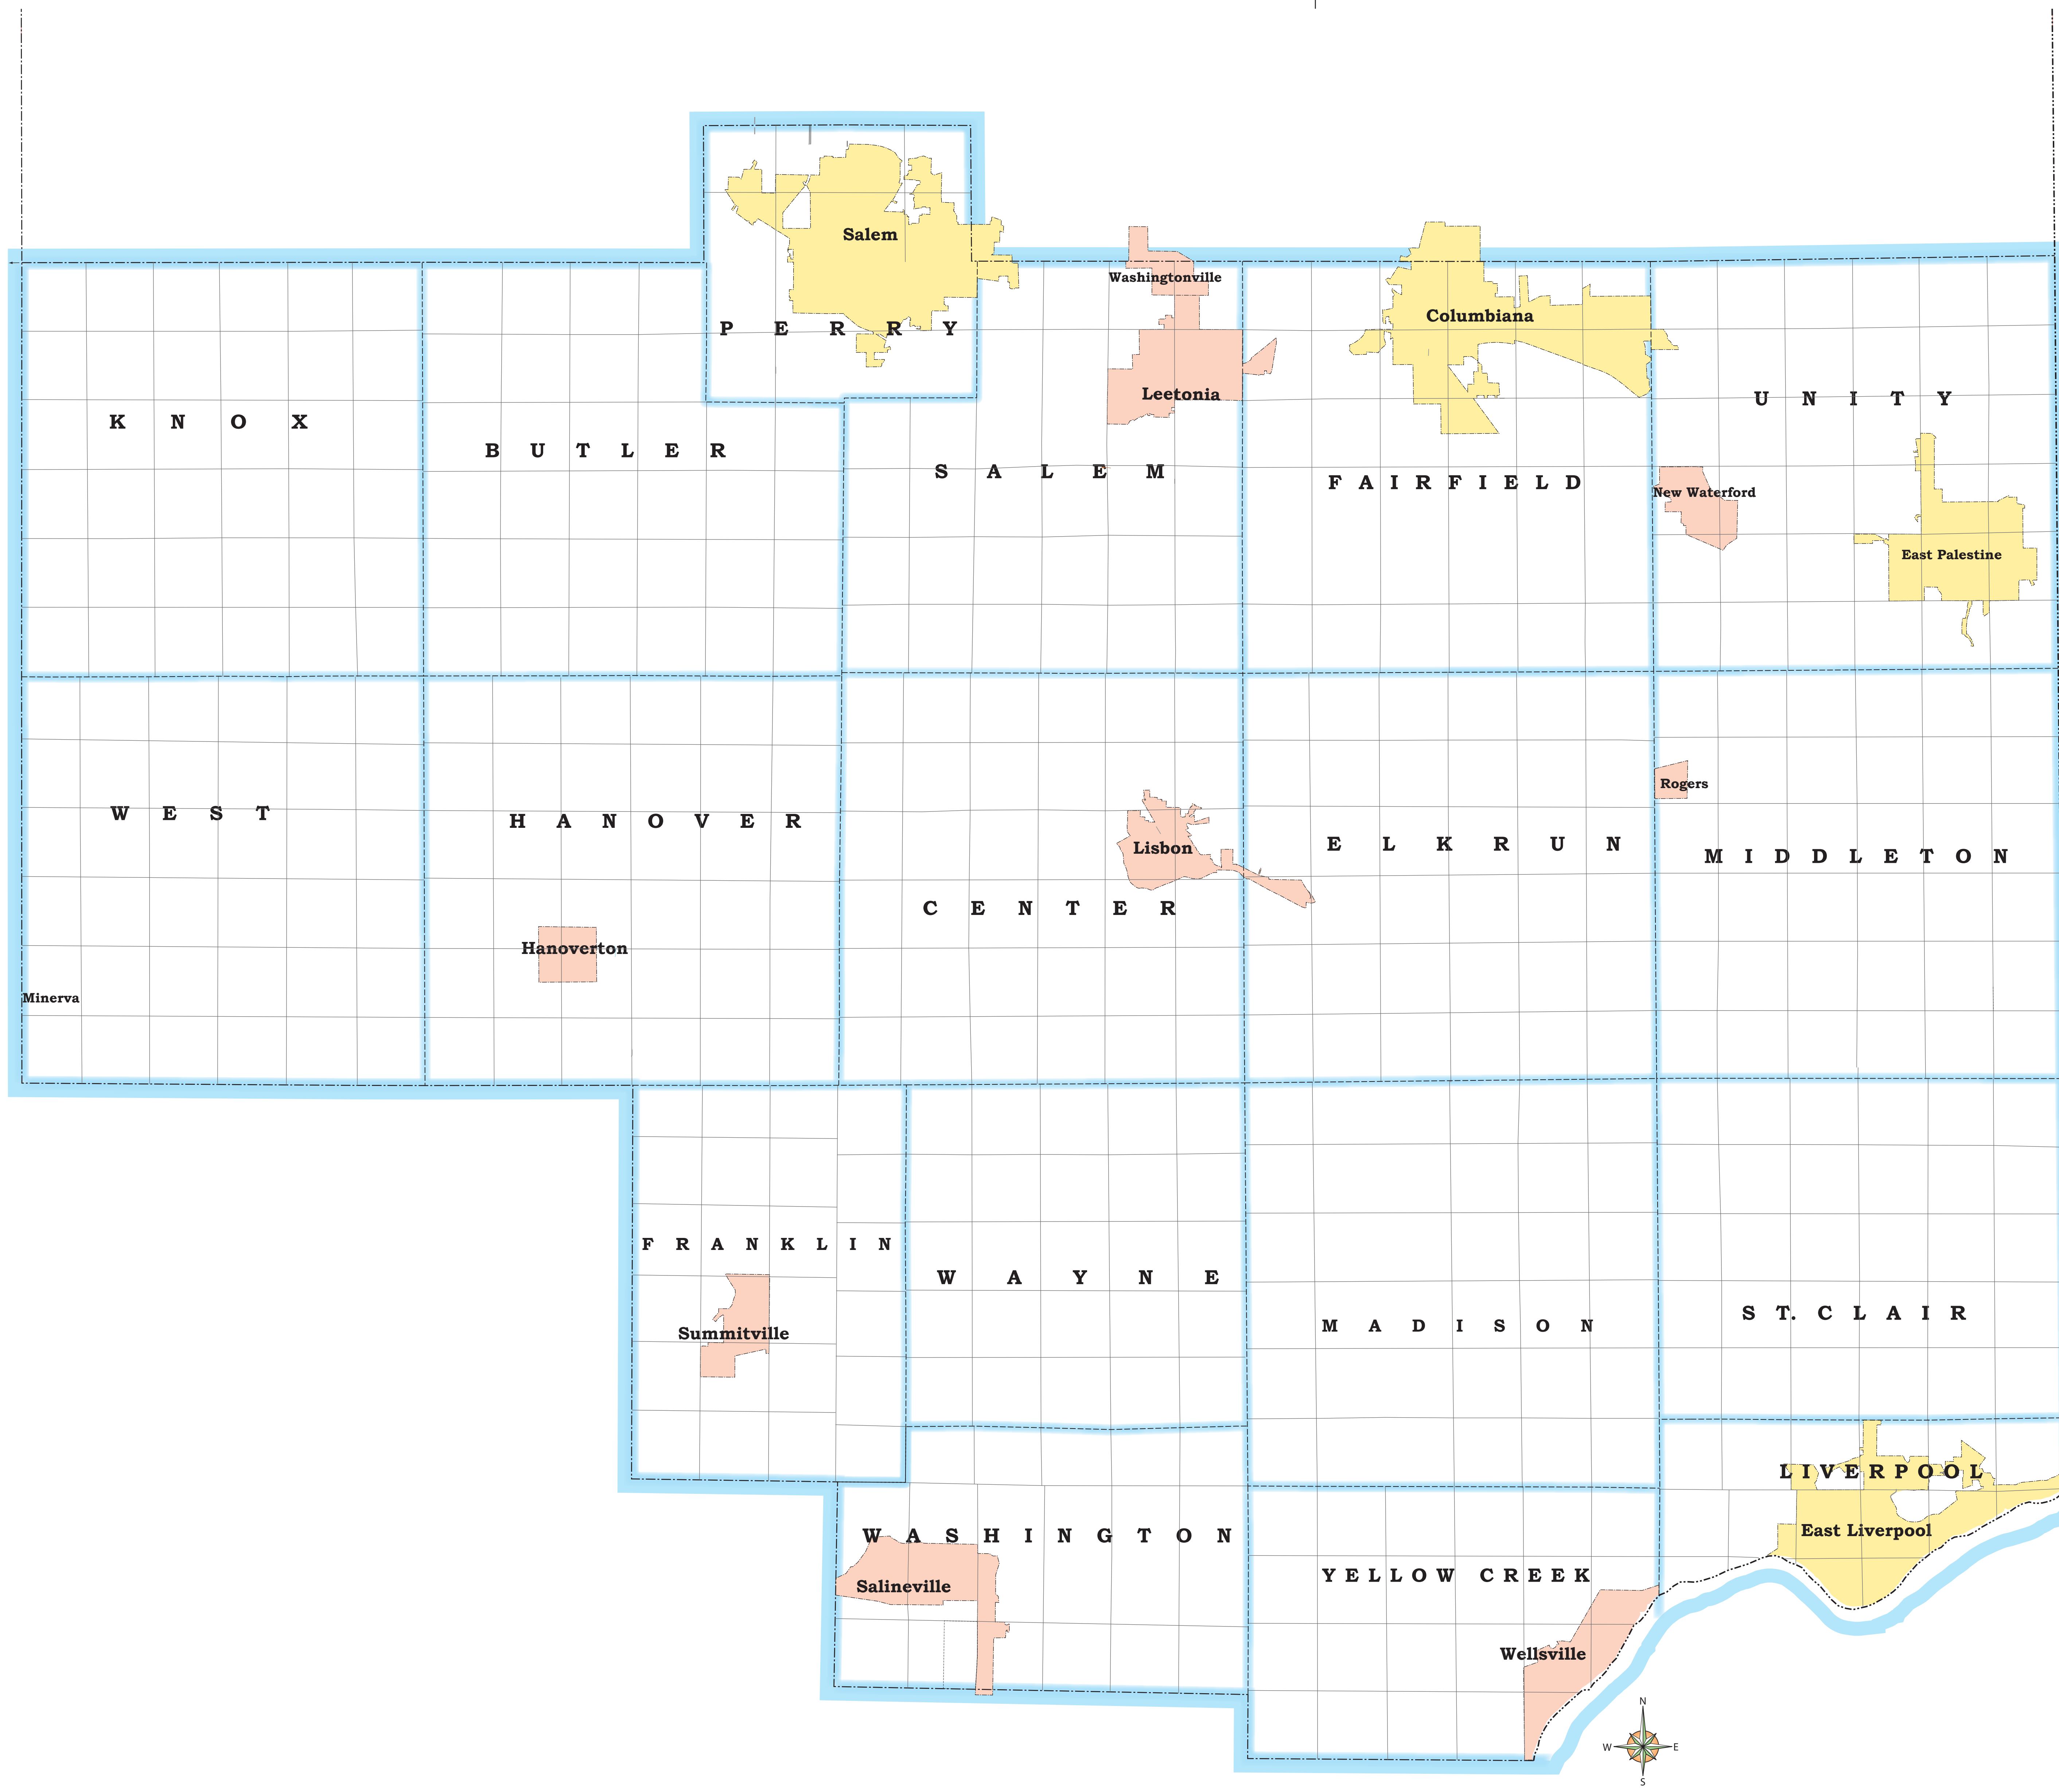 Salem
Washingtonville
Columbiana
P E R R Y
Leetonia
U N I T Y
K N O X
B U T L E R
S A L E M
F A I R F I E L D
New Waterford
East Palestine
Rogers
W E S T
H A N O V E R
Lisbon
E L K R U N
M I D D L E T O N
C E N T E R
Hanoverton
Minerva
F R A N K L I N
W A Y N E
S T. C L A I R
M A D I S O N
Summitville
L I V E R P O O L
East Liverpool
W A S H I N G T O N
Y E L L O W C R E E K
Salineville
Wellsville
N
W E
S